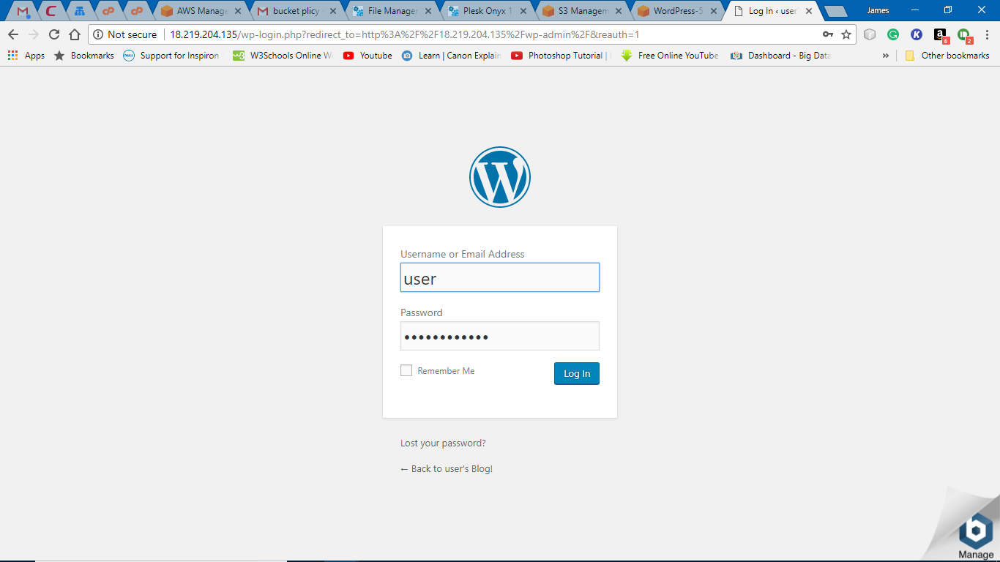 AWS Manage
bucket plicy -
File Manager
Plesk Onyx 1
S3 Managem
WordPress-5
Log In ‹ user'
James
Not secure
18.219.204.135/wp-login.php?redirect_to=http%3A%2F%2F18.219.204.135%2Fwp-admin%2F&reauth=1
6
2
Apps
Bookmarks
Support for Inspiron
W3Schools Online W
Youtube
Learn | Canon Explain
Photoshop Tutorial |
Free Online YouTube
Dashboard - Big Data
»
Other bookmarks
Username or Email Address
user
Password
••••••••••••
Remember Me
Log In
Lost your password?
← Back to user's Blog!
Manage